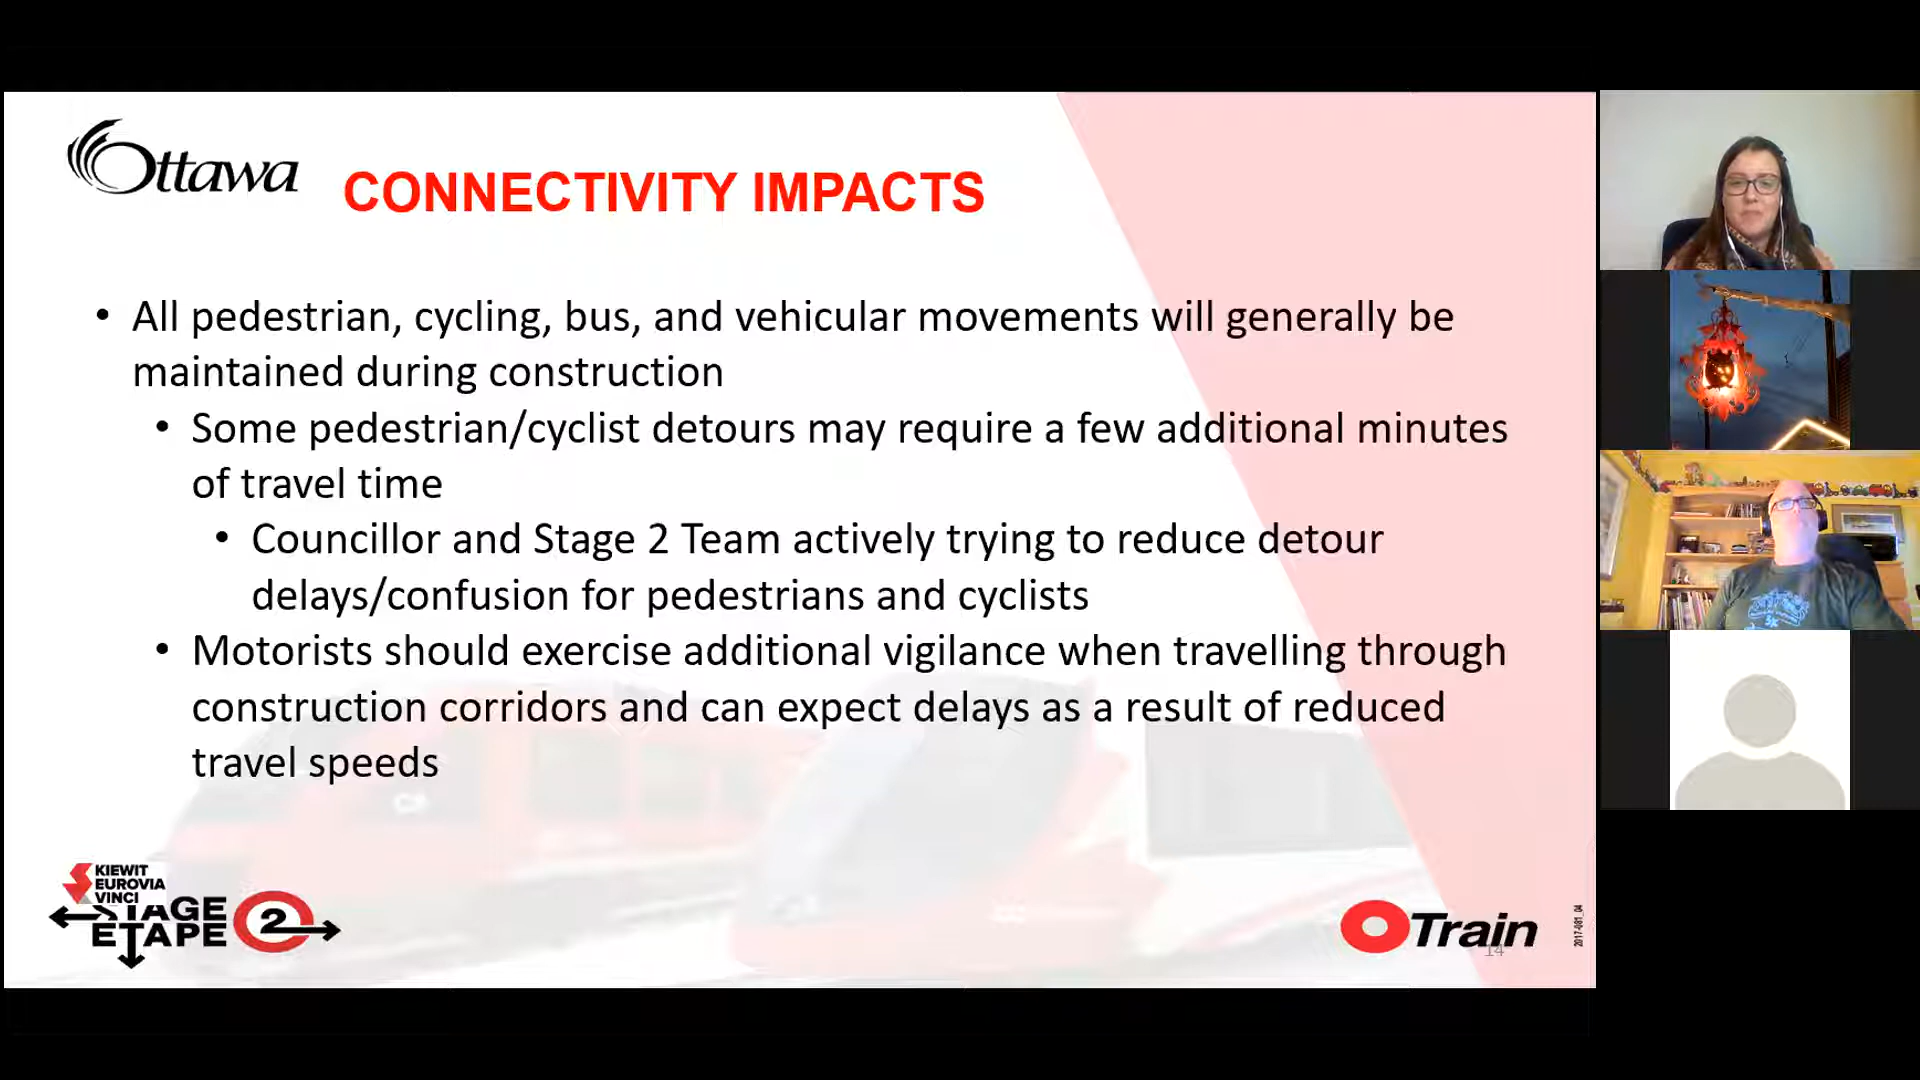 Ottawa
CONNECTIVITY IMPACTS
• All pedestrian, cycling, bus, and vehicular movements will generally be
maintained during construction
• Some pedestrian/cyclist detours may require a few additional minutes
of travel time
• Councillor and Stage 2 Team actively trying to reduce detour
delays/confusion for pedestrians and cyclists
• Motorists should exercise additional vigilance when travelling through
construction corridors and can expect delays as a result of reduced
travel speeds
KIEWIT
EUROVIA
VINCI
STAGE
ETAPE
2
OTrain
14
2017-081_04